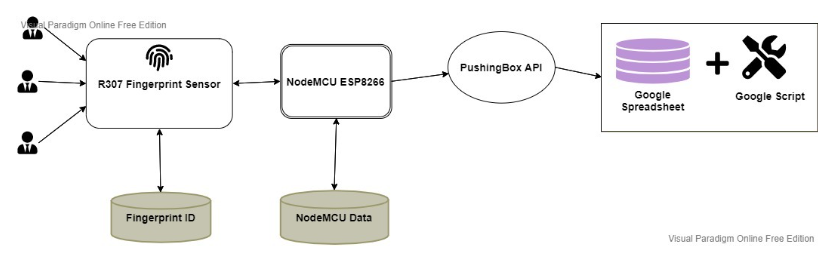 Visual Paradigm Online Free Edition
R307 Fingerprint Sensor
NodeMCU ESP8266
PushingBox API
Google
Spreadsheet
Google Script
Fingerprint ID
NodeMCU Data
Visual Paradigm Online Free Edition